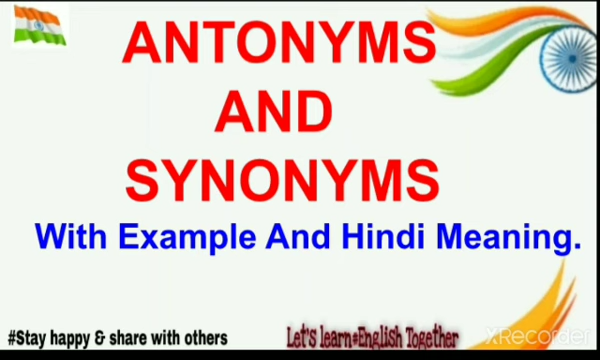 ANTONYMS
AND
SYNONYMS
With Example And Hindi Meaning.
#Stay happy & share with others
Let's learn#English Together
XRecorder